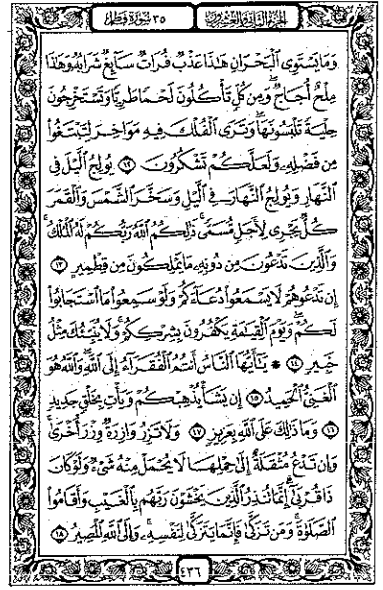 الجزء الثاني والعشرون
٣٥ سورة فاطر
وَمَا يَسْتَوِي الْبَحْرَانِ هَٰذَا عَذْبٌ فُرَاتٌ سَائِغٌ شَرَابُهُ وَهَٰذَا
مِلْحٌ أُجَاجٌ وَمِن كُلٍّ تَأْكُلُونَ لَحْمًا طَرِيًّا وَتَسْتَخْرِجُونَ
حِلْيَةً تَلْبَسُونَهَا وَتَرَى الْفُلْكَ فِيهِ مَوَاخِرَ لِتَبْتَغُوا
مِن فَضْلِهِ وَلَعَلَّكُمْ تَشْكُرُونَ ١٢ يُولِجُ اللَّيْلَ فِي
النَّهَارِ وَيُولِجُ النَّهَارَ فِي اللَّيْلِ وَسَخَّرَ الشَّمْسَ وَالْقَمَرَ
كُلٌّ يَجْرِي لِأَجَلٍ مُّسَمًّى ذَٰلِكُمُ اللَّهُ رَبُّكُمْ لَهُ الْمُلْكُ
وَالَّذِينَ تَدْعُونَ مِن دُونِهِ مَا يَمْلِكُونَ مِن قِطْمِيرٍ ١٣
إِن تَدْعُوهُمْ لَا يَسْمَعُوا دُعَاءَكُمْ وَلَوْ سَمِعُوا مَا اسْتَجَابُوا
لَكُمْ وَيَوْمَ الْقِيَامَةِ يَكْفُرُونَ بِشِرْكِكُمْ وَلَا يُنَبِّئُكَ مِثْلُ
خَبِيرٍ ١٤ ۞ يَا أَيُّهَا النَّاسُ أَنتُمُ الْفُقَرَاءُ إِلَى اللَّهِ وَاللَّهُ هُوَ
الْغَنِيُّ الْحَمِيدُ ١٥ إِن يَشَأْ يُذْهِبْكُمْ وَيَأْتِ بِخَلْقٍ جَدِيدٍ
١٦ وَمَا ذَٰلِكَ عَلَى اللَّهِ بِعَزِيزٍ ١٧ وَلَا تَزِرُ وَازِرَةٌ وِزْرَ أُخْرَىٰ
وَإِن تَدْعُ مُثْقَلَةٌ إِلَىٰ حِمْلِهَا لَا يُحْمَلْ مِنْهُ شَيْءٌ وَلَوْ كَانَ
ذَا قُرْبَىٰ إِنَّمَا تُنذِرُ الَّذِينَ يَخْشَوْنَ رَبَّهُم بِالْغَيْبِ وَأَقَامُوا
الصَّلَاةَ وَمَن تَزَكَّىٰ فَإِنَّمَا يَتَزَكَّىٰ لِنَفْسِهِ وَإِلَى اللَّهِ الْمَصِيرُ ١٨
٤٣٦